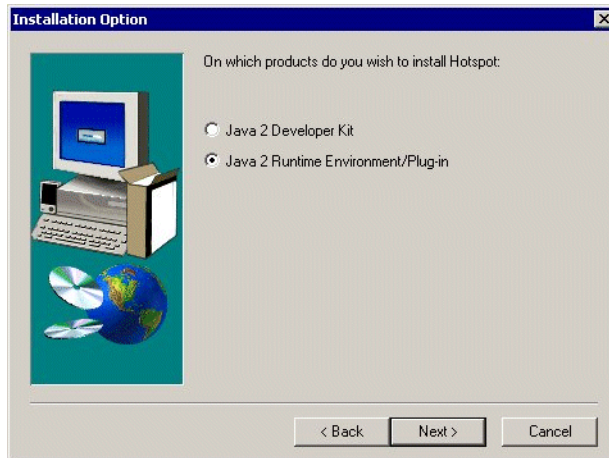 Installation Option
On which products do you wish to install Hotspot:
Java 2 Developer Kit
Java 2 Runtime Environment/Plug-in
< Back
Next >
Cancel